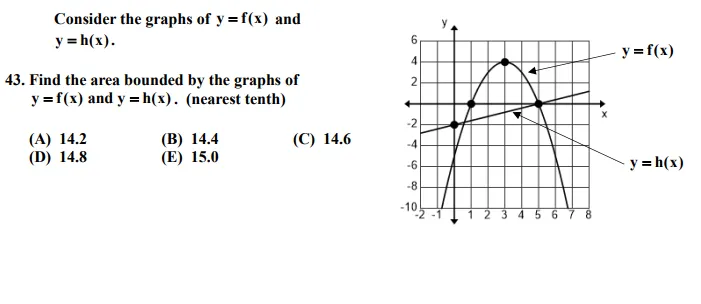 Consider the graphs of y = f(x) and
y = h(x).
43. Find the area bounded by the graphs of
y = f(x) and y = h(x). (nearest tenth)
(A) 14.2 (B) 14.4 (C) 14.6
(D) 14.8 (E) 15.0
y
6
4
2
-2
-4
-6
-8
-10
-2 -1 1 2 3 4 5 6 7 8
x
y = f(x)
y = h(x)